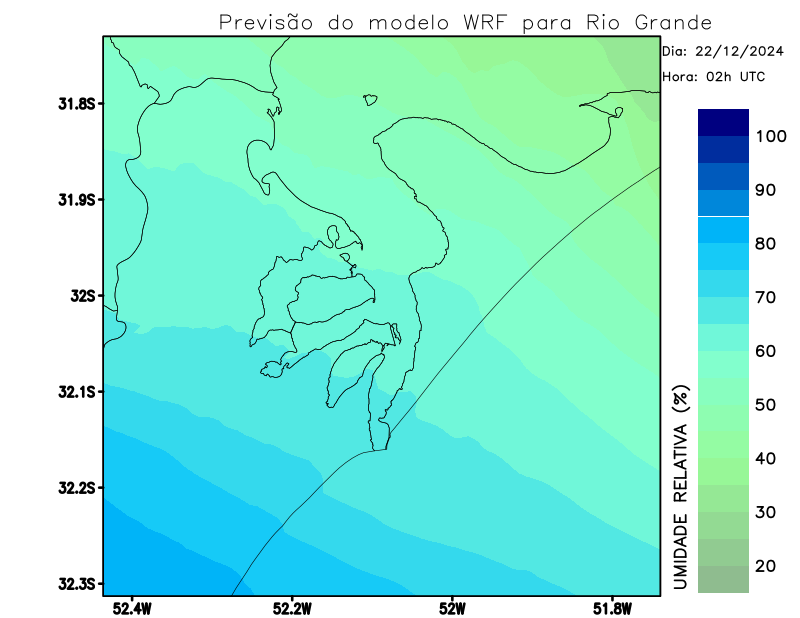 Previsão do modelo WRF para Rio Grande
Dia: 22/12/2024
Hora: 02h UTC
31.8S
31.9S
32S
32.1S
32.2S
32.3S
52.4W
52.2W
52W
51.8W
UMIDADE RELATIVA (%)
100
90
80
70
60
50
40
30
20